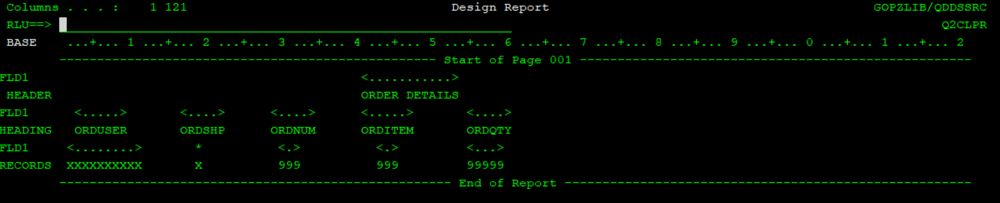 Columns . . . :    1 121                                   Design Report                                           GOPZLIB/QDDSSRC
RLU==>                                                                                                                      Q2CLPR
BASE    ...+... 1 ...+... 2 ...+... 3 ...+... 4 ...+... 5 ...+... 6 ...+... 7 ...+... 8 ...+... 9 ...+... 0 ...+... 1 ...+... 2
-------------------------------------------------- Start of Page 001 ----------------------------------------------------
FLD1                                            <...........>
HEADER                                         ORDER DETAILS
FLD1      <.....>       <....>      <....>      <.....>       <....>
HEADING   ORDUSER       ORDSHP      ORDNUM      ORDITEM       ORDQTY
FLD1     <........>       *          <.>          <.>         <...>
RECORDS  XXXXXXXXXX       X          999          999         99999
---------------------------------------------------- End of Report ------------------------------------------------------